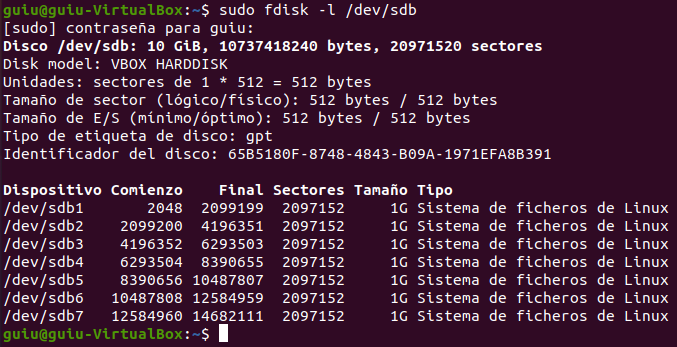 guiu@guiu-VirtualBox:~$ sudo fdisk -l /dev/sdb
[sudo] contraseña para guiu:
Disco /dev/sdb: 10 GiB, 10737418240 bytes, 20971520 sectores
Disk model: VBOX HARDDISK
Unidades: sectores de 1 * 512 = 512 bytes
Tamaño de sector (lógico/físico): 512 bytes / 512 bytes
Tamaño de E/S (mínimo/óptimo): 512 bytes / 512 bytes
Tipo de etiqueta de disco: gpt
Identificador del disco: 65B5180F-8748-4843-B09A-1971EFA8B391
Dispositivo Comienzo Final Sectores Tamaño Tipo
/dev/sdb1 2048 2099199 2097152 1G Sistema de ficheros de Linux
/dev/sdb2 2099200 4196351 2097152 1G Sistema de ficheros de Linux
/dev/sdb3 4196352 6293503 2097152 1G Sistema de ficheros de Linux
/dev/sdb4 6293504 8390655 2097152 1G Sistema de ficheros de Linux
/dev/sdb5 8390656 10487807 2097152 1G Sistema de ficheros de Linux
/dev/sdb6 10487808 12584959 2097152 1G Sistema de ficheros de Linux
/dev/sdb7 12584960 14682111 2097152 1G Sistema de ficheros de Linux
guiu@guiu-VirtualBox:~$